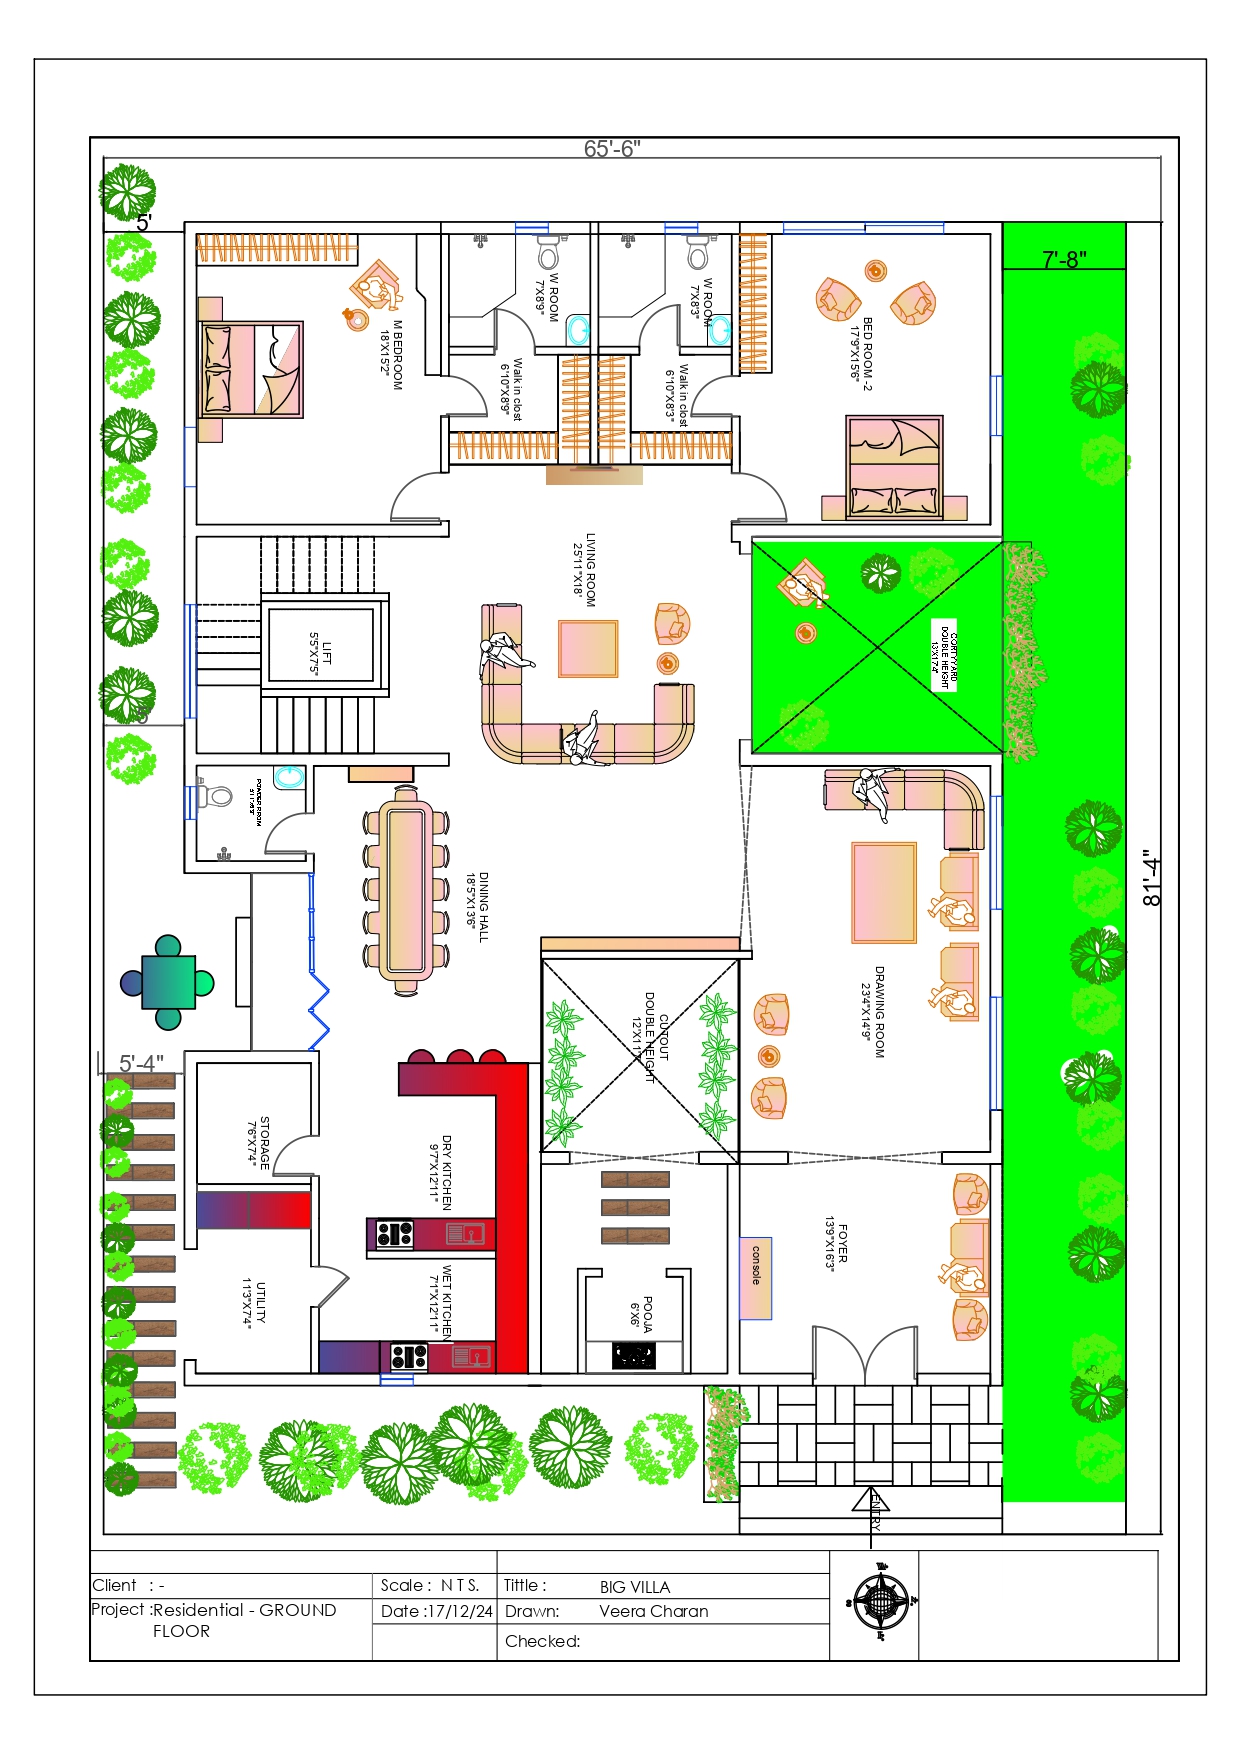 65'-6"
5'
7'-8"
W ROOM
7'X8'9"
W ROOM
7'X8'3"
M BEDROOM
18'X15'2"
BED ROOM -2
17'9"X15'6"
Walk in clost
6'10"X8'9"
Walk in clost
6'10"X8'3"
LIVING ROOM
25'11"X18'
LIFT
5'5"X7'5"
CORTYYARD
DOUBLE HEIGHT
13'X17'4"
5'
POWDER ROOM
81'-4"
DINING HALL
18'5"X13'6"
DRAWING ROOM
23'4"X14'9"
CUTOUT
DOUBLE HEIGHT
5'-4"
STORAGE
7'6"X7'4"
DRY KITCHEN
9'7"X12'11"
FOYER
13'9"X16'3"
console
UTILITY
11'3"X7'4"
WET KITCHEN
7'1"X12'11"
POOJA
6'X6'
ENTRY
Client : -
Scale : N T S.
Tittle : BIG VILLA
Project :Residential - GROUND
FLOOR
Date :17/12/24
Drawn: Veera Charan
Checked: